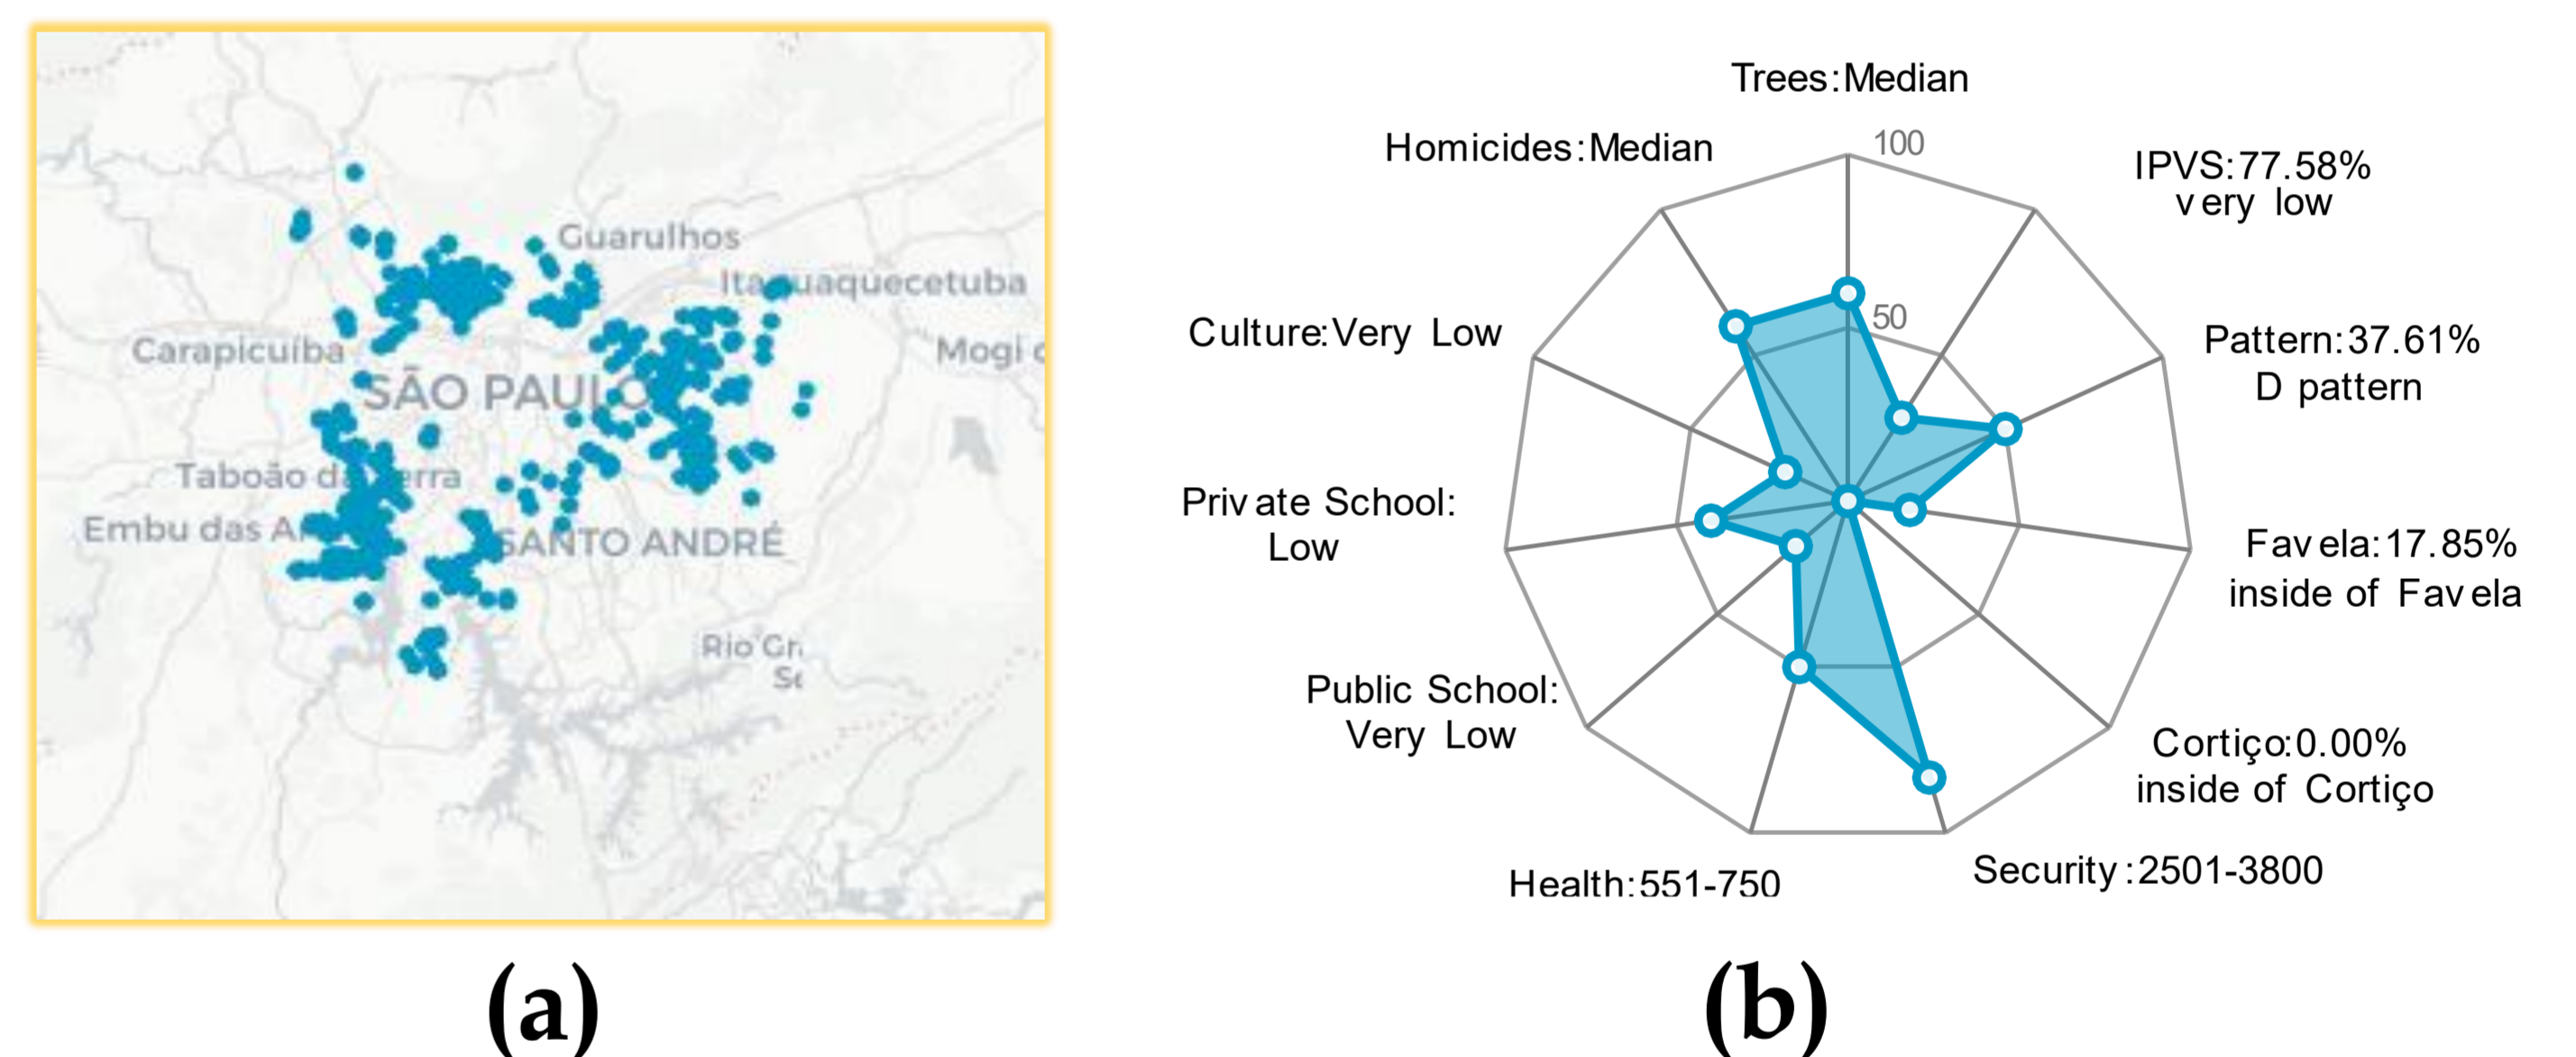 Guarulhos
Itaquaquecetuba
Carapicuíba
Mogi
SÃO PAULO
Taboão da Serra
Embu das A
SANTO ANDRÉ
Rio Gr
(a)
Trees:Median
Homicides:Median
100
IPVS:77.58%
very low
50
Culture:Very Low
Pattern:37.61%
D pattern
Private School:
Low
Favela:17.85%
inside of Favela
Public School:
Very Low
Cortiço:0.00%
inside of Cortiço
Health:551-750
Security:2501-3800
(b)